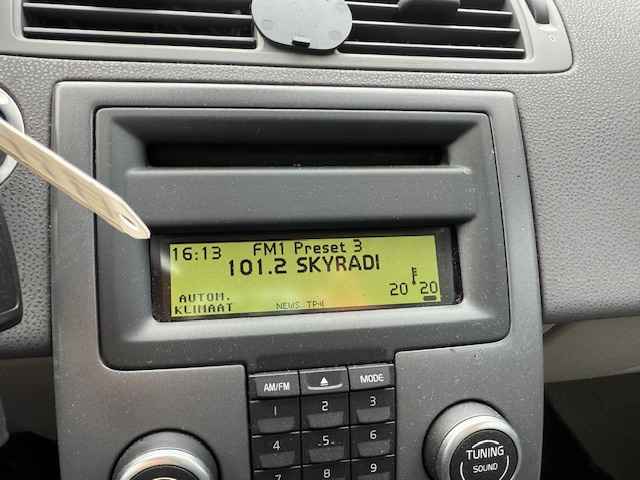 16:13 FM1 Preset 3
101.2 SKYRADI
20 20
AUTOM.
KLIMAAT NEWS TP4
AM/FM MODE
1 2 3
4 5 6
7 8 9
TUNING
SOUND